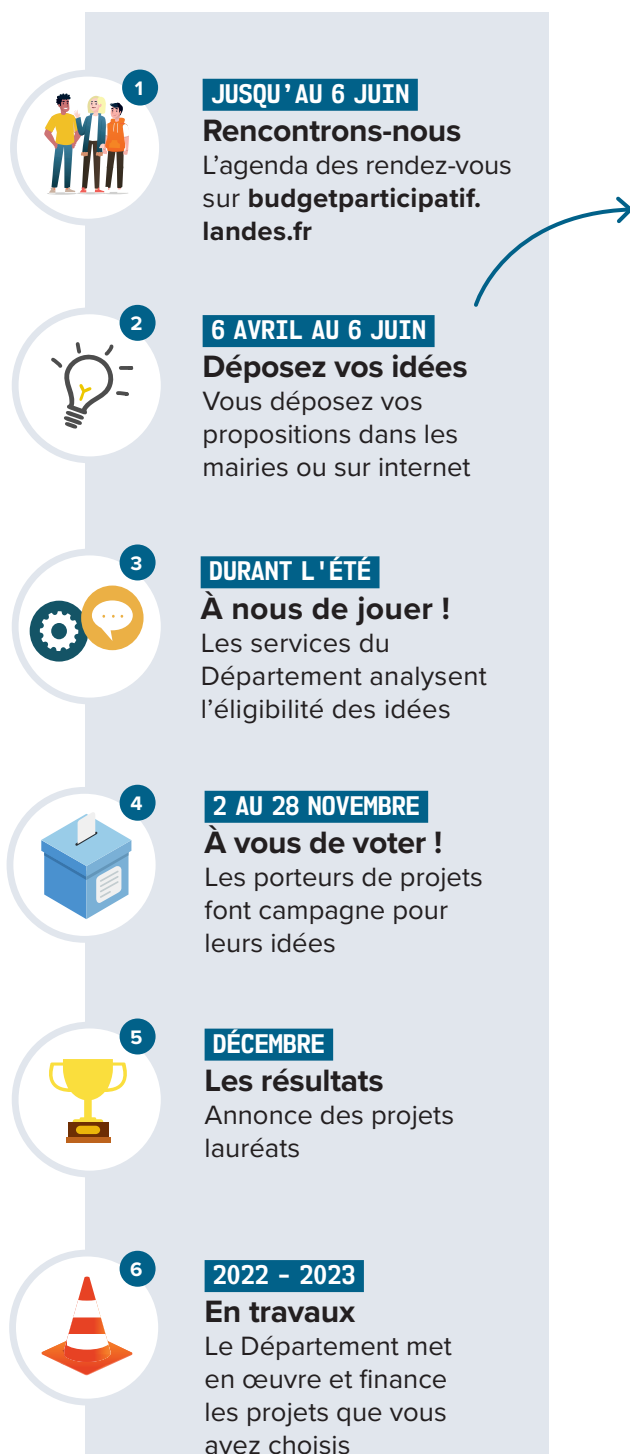 1
JUSQU'AU 6 JUIN
Rencontrons-nous
L'agenda des rendez-vous
sur budgetparticipatif.
landes.fr
2
6 AVRIL AU 6 JUIN
Déposez vos idées
Vous déposez vos
propositions dans les
mairies ou sur internet
3
DURANT L'ÉTÉ
À nous de jouer !
Les services du
Département analysent
l'éligibilité des idées
4
2 AU 28 NOVEMBRE
À vous de voter !
Les porteurs de projets
font campagne pour
leurs idées
5
DÉCEMBRE
Les résultats
Annonce des projets
lauréats
6
2022 - 2023
En travaux
Le Département met
en œuvre et finance
les projets que vous
avez choisis